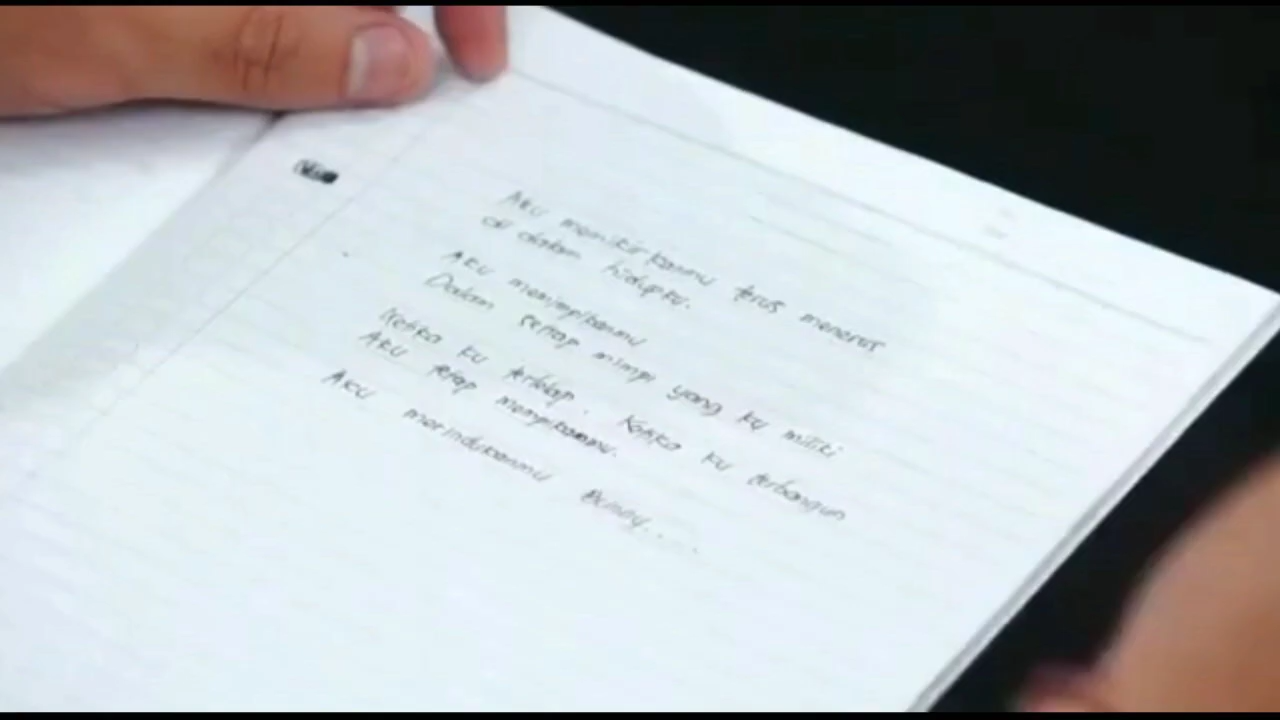 Aku memikirkanmu terus menerus
di dalam hidupku.
Aku memimpikanmu
Dalam setiap mimpi yang ku miliki
Ketika ku terlelap. Ketika ku terbangun
Aku tetap mempikanmu.
Aku merindukanmu